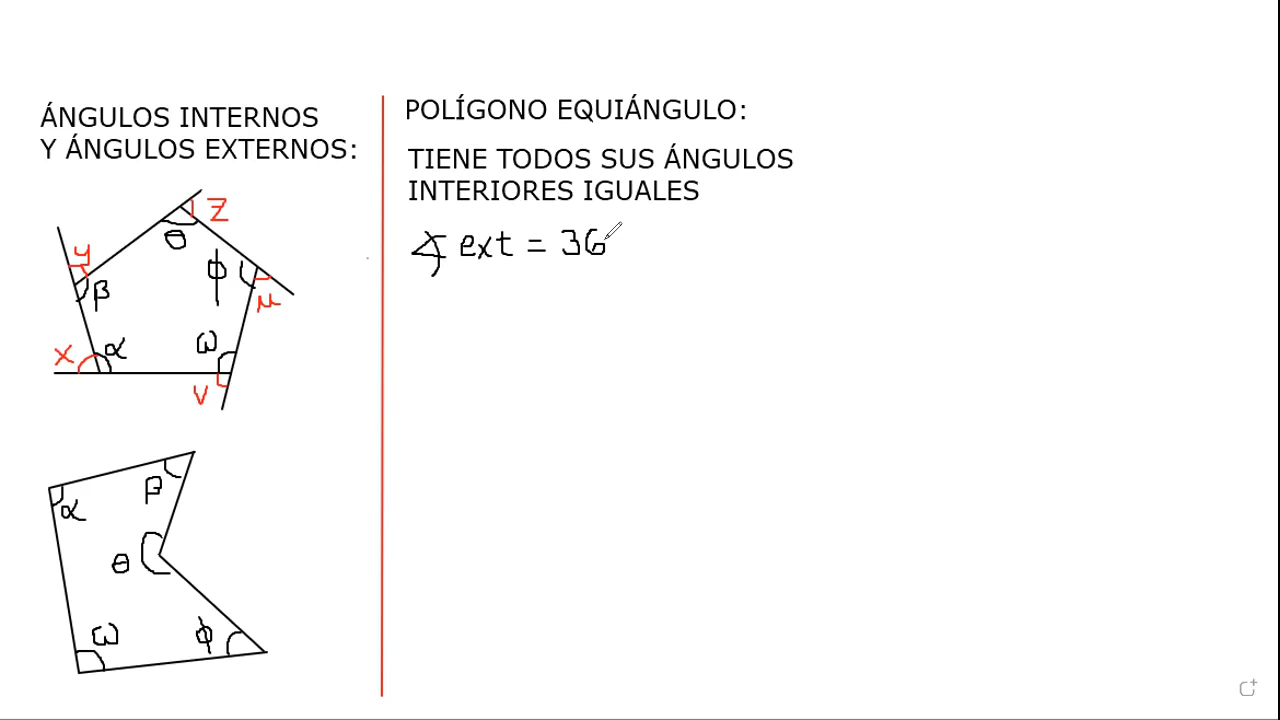 ÁNGULOS INTERNOS
Y ÁNGULOS EXTERNOS:
z
θ
y
β
ϕ
μ
x
α
ω
v
β
α
θ
ω
ϕ
POLÍGONO EQUIÁNGULO:
TIENE TODOS SUS ÁNGULOS
INTERIORES IGUALES
∡ ext = 36